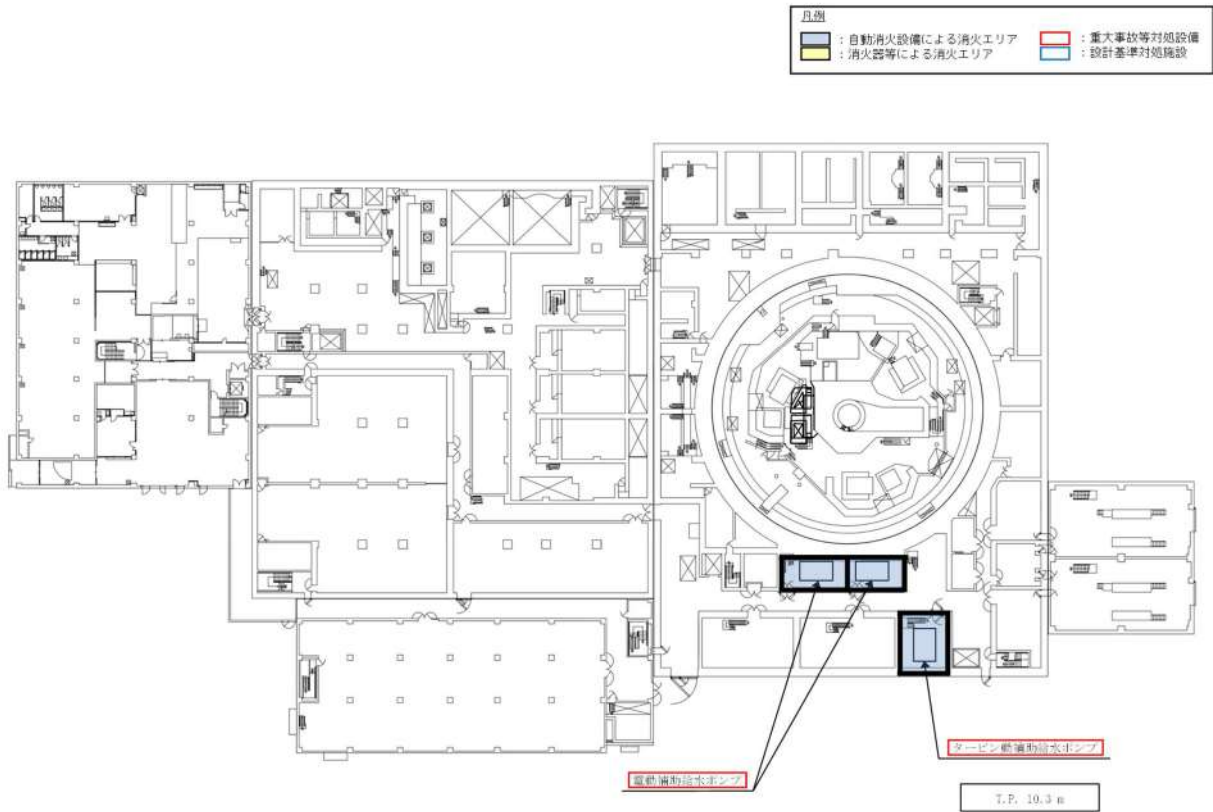 凡例
：自動消火設備による消火エリア
：消火器等による消火エリア
：重大事故等対処設備
：設計基準対処施設
タービン動補助給水ポンプ
電動補助給水ポンプ
T.P. 10.3 m